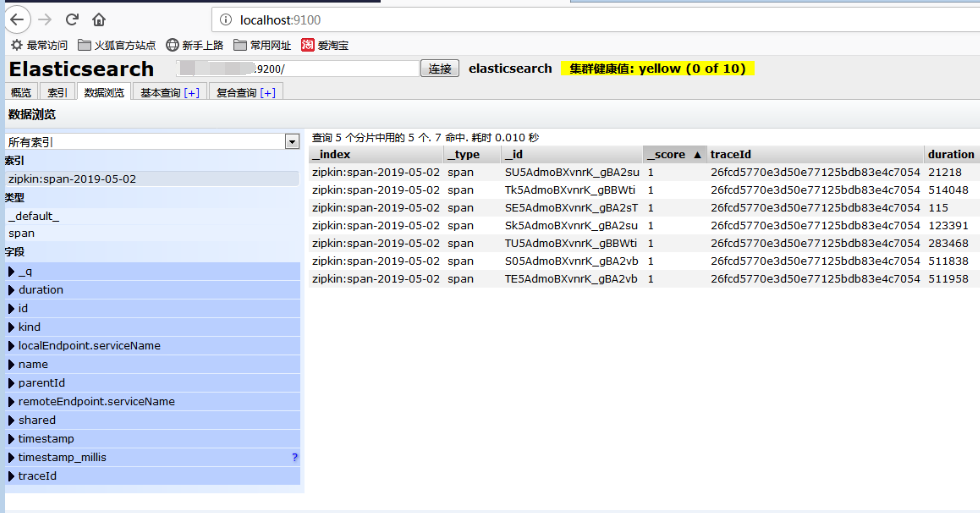 localhost:9100
最常访问 火狐官方站点 新手上路 常用网址 淘 爱淘宝
Elasticsearch :9200/ 连接 elasticsearch 集群健康值: yellow (0 of 10)
概览 索引 数据浏览 基本查询 [+] 复合查询 [+]
数据浏览
所有索引
索引
zipkin:span-2019-05-02
类型
_default_
span
字段
_q
duration
id
kind
localEndpoint.serviceName
name
parentId
remoteEndpoint.serviceName
shared
timestamp
timestamp_millis ?
traceId
查询 5 个分片中用的 5 个. 7 命中. 耗时 0.010 秒
_index _type _id _score ▲ traceId duration
zipkin:span-2019-05-02 span SU5AdmoBXvnrK_gBA2su 1 26fcd5770e3d50e77125bdb83e4c7054 21218
zipkin:span-2019-05-02 span Tk5AdmoBXvnrK_gBBWti 1 26fcd5770e3d50e77125bdb83e4c7054 514048
zipkin:span-2019-05-02 span SE5AdmoBXvnrK_gBA2sT 1 26fcd5770e3d50e77125bdb83e4c7054 115
zipkin:span-2019-05-02 span Sk5AdmoBXvnrK_gBA2su 1 26fcd5770e3d50e77125bdb83e4c7054 123391
zipkin:span-2019-05-02 span TU5AdmoBXvnrK_gBBWti 1 26fcd5770e3d50e77125bdb83e4c7054 283468
zipkin:span-2019-05-02 span S05AdmoBXvnrK_gBA2vb 1 26fcd5770e3d50e77125bdb83e4c7054 511838
zipkin:span-2019-05-02 span TE5AdmoBXvnrK_gBA2vb 1 26fcd5770e3d50e77125bdb83e4c7054 511958